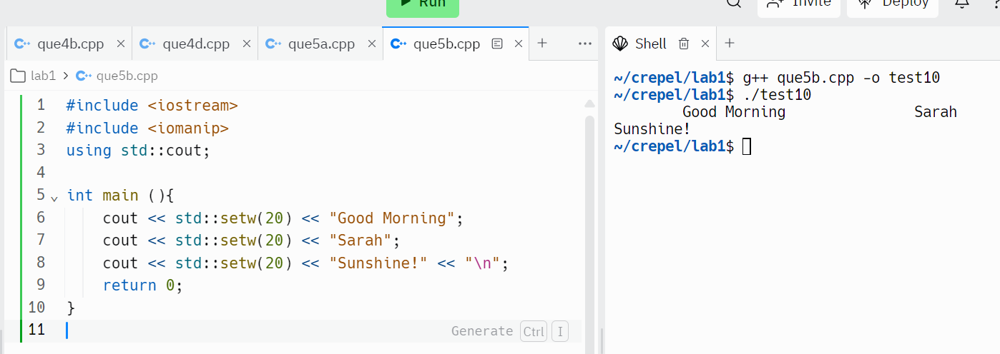 Run
Invite
Deploy
que4b.cpp
que4d.cpp
que5a.cpp
que5b.cpp
Shell
lab1 > que5b.cpp
1 #include <iostream>
2 #include <iomanip>
3 using std::cout;
4
5 int main (){
6     cout << std::setw(20) << "Good Morning";
7     cout << std::setw(20) << "Sarah";
8     cout << std::setw(20) << "Sunshine!" << "\n";
9     return 0;
10 }
11
Generate Ctrl I
~/crepel/lab1$ g++ que5b.cpp -o test10
~/crepel/lab1$ ./test10
        Good Morning               Sarah
Sunshine!
~/crepel/lab1$